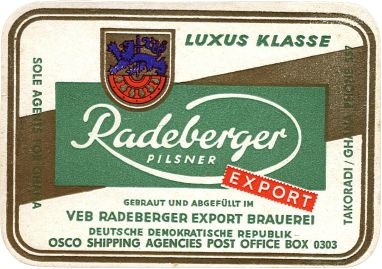 LUXUS KLASSE
Radeberger
PILSNER
EXPORT
GEBRAUT UND ABGEFÜLLT IM
VEB RADEBERGER EXPORT BRAUEREI
DEUTSCHE DEMOKRATISCHE REPUBLIK
OSCO SHIPPING AGENCIES POST OFFICE BOX 0303
SOLE AGENTS FOR GHANA
TAKORADI/GHANA PHONE 357